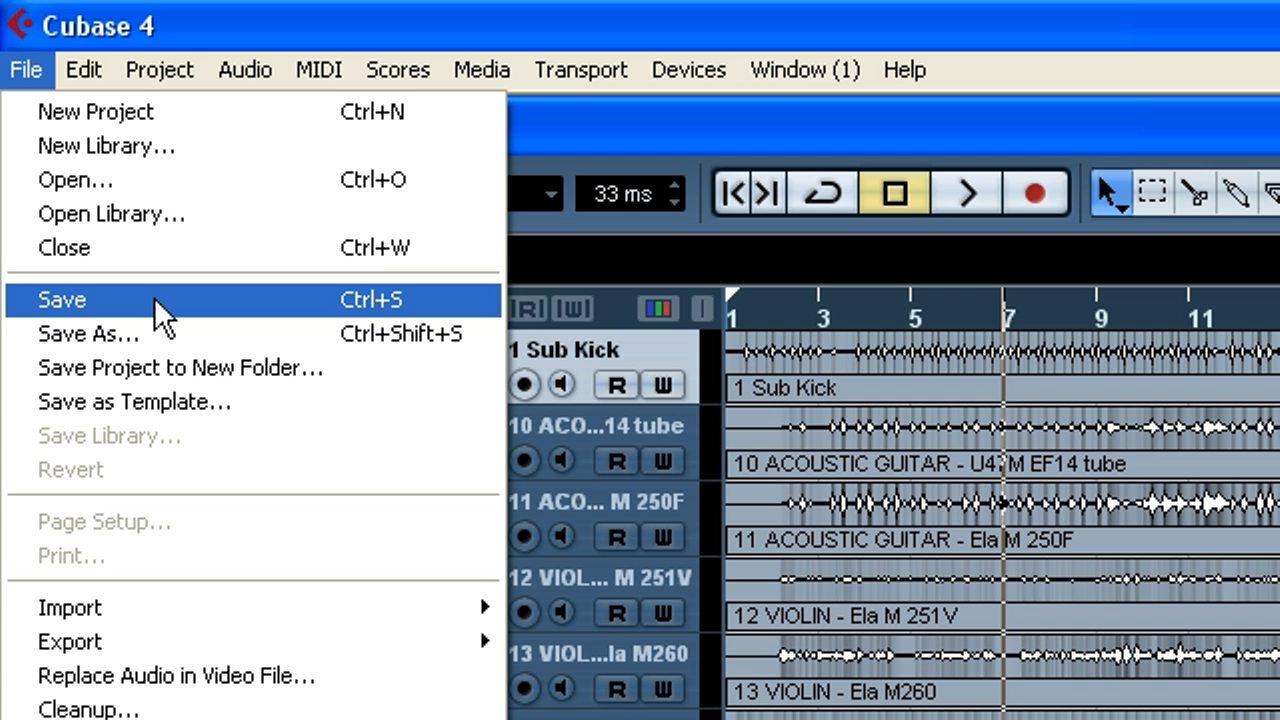 Cubase 4
File Edit Project Audio MIDI Scores Media Transport Devices Window (1) Help
New Project Ctrl+N
New Library...
Open... Ctrl+O
Open Library...
Close Ctrl+W
Save Ctrl+S
Save As... Ctrl+Shift+S
Save Project to New Folder...
Save as Template...
Save Library...
Revert
Page Setup...
Print...
Import
Export
Replace Audio in Video File...
Cleanup...
33 ms
R W
1 3 5 7 9 11
1 Sub Kick
R W
1 Sub Kick
10 ACO...14 tube
R W
10 ACOUSTIC GUITAR - U47M EF14 tube
11 ACO... M 250F
R W
11 ACOUSTIC GUITAR - Ela M 250F
12 VIOL... M 251V
R W
12 VIOLIN - Ela M 251V
13 VIOL...la M260
R W
13 VIOLIN - Ela M260